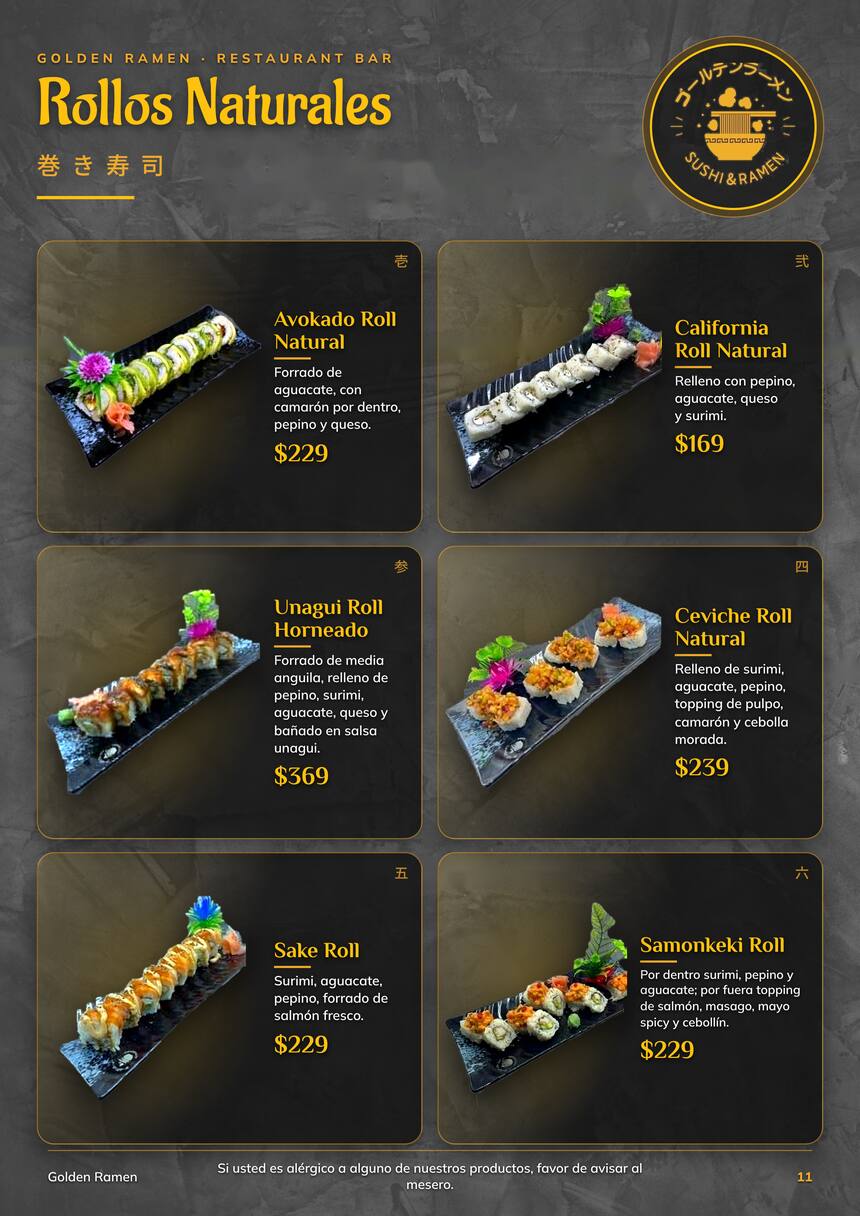 GOLDEN RAMEN · RESTAURANT BAR
Rollos Naturales
巻き寿司
ゴールデンラーメン
SUSHI & RAMEN
壱
Avokado Roll
Natural
Forrado de
aguacate, con
camarón por dentro,
pepino y queso.
$229
弐
California
Roll Natural
Relleno con pepino,
aguacate, queso
y surimi.
$169
参
Unagui Roll
Horneado
Forrado de media
anguila, relleno de
pepino, surimi,
aguacate, queso y
bañado en salsa
unagui.
$369
四
Ceviche Roll
Natural
Relleno de surimi,
aguacate, pepino,
topping de pulpo,
camarón y cebolla
morada.
$239
五
Sake Roll
Surimi, aguacate,
pepino, forrado de
salmón fresco.
$229
六
Samonkeki Roll
Por dentro surimi, pepino y
aguacate; por fuera topping
de salmón, masago, mayo
spicy y cebollín.
$229
Golden Ramen
Si usted es alérgico a alguno de nuestros productos, favor de avisar al
mesero.
11